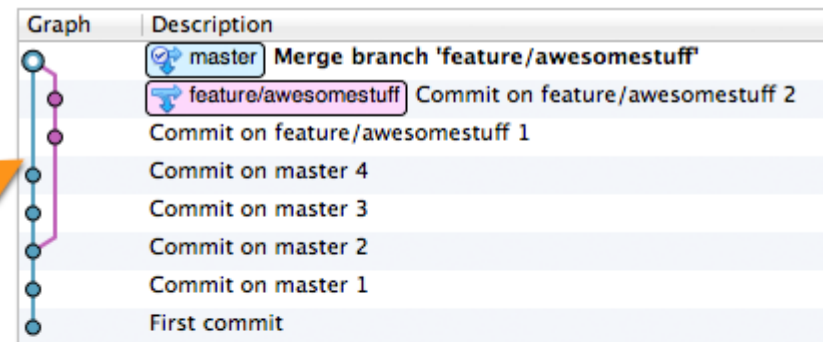 Graph Description
master Merge branch 'feature/awesomestuff'
feature/awesomestuff Commit on feature/awesomestuff 2
Commit on feature/awesomestuff 1
Commit on master 4
Commit on master 3
Commit on master 2
Commit on master 1
First commit